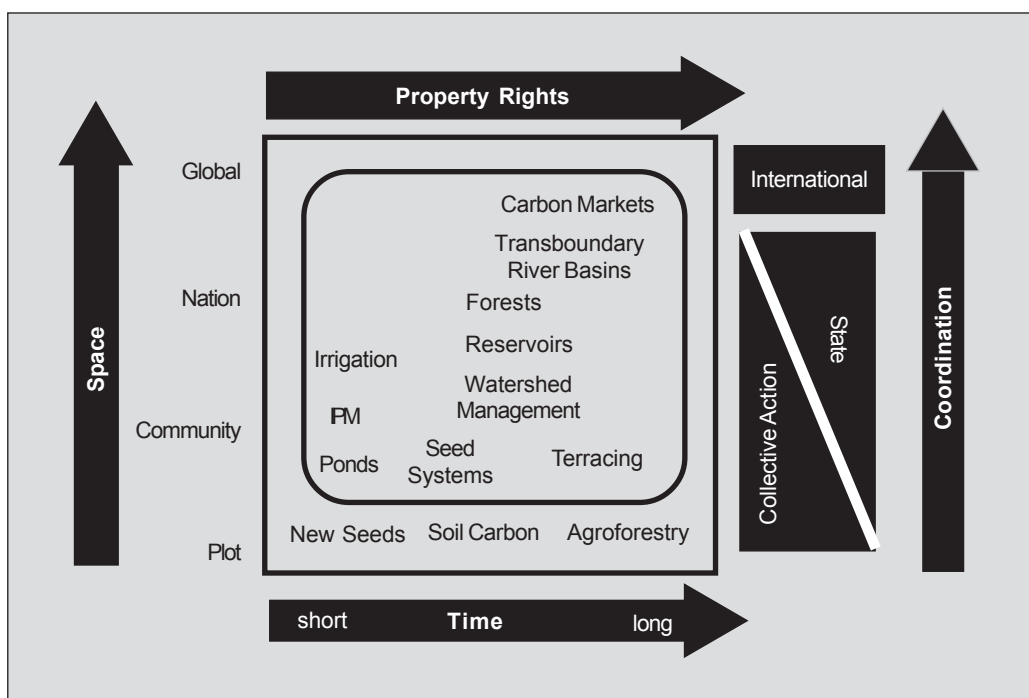 Property Rights
Global
International
Carbon Markets
Transboundary
River Basins
Nation
Forests
Reservoirs
Irrigation
Watershed
Management
IPM
Community
Seed
Systems
Ponds
Terracing
New Seeds
Soil Carbon
Agroforestry
Plot
short
Time
long
Space
Collective Action
State
Coordination